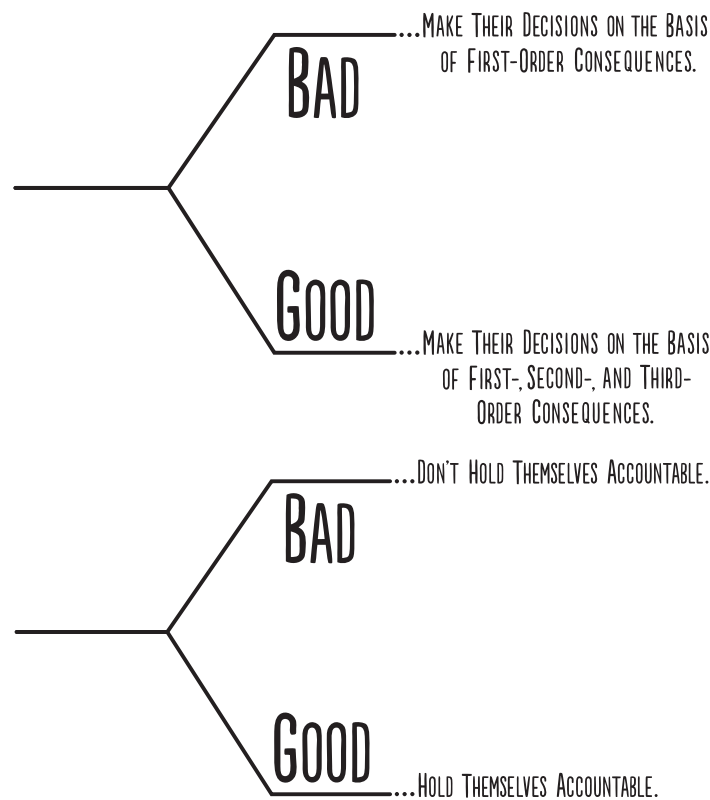 ...Make Their Decisions on the Basis
of First-Order Consequences.
Bad
Good
...Make Their Decisions on the Basis
of First-, Second-, and Third-
Order Consequences.
...Don't Hold Themselves Accountable.
Bad
Good
...Hold Themselves Accountable.